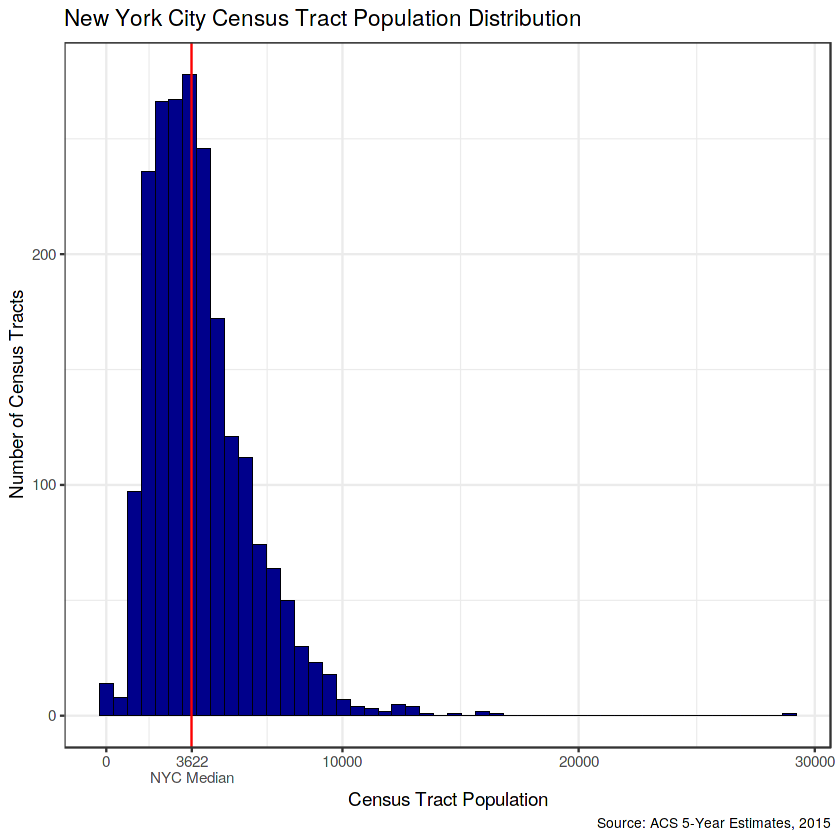 New York City Census Tract Population Distribution
Number of Census Tracts
200
100
0
0 3622 10000 20000 30000
NYC Median
Census Tract Population
Source: ACS 5-Year Estimates, 2015